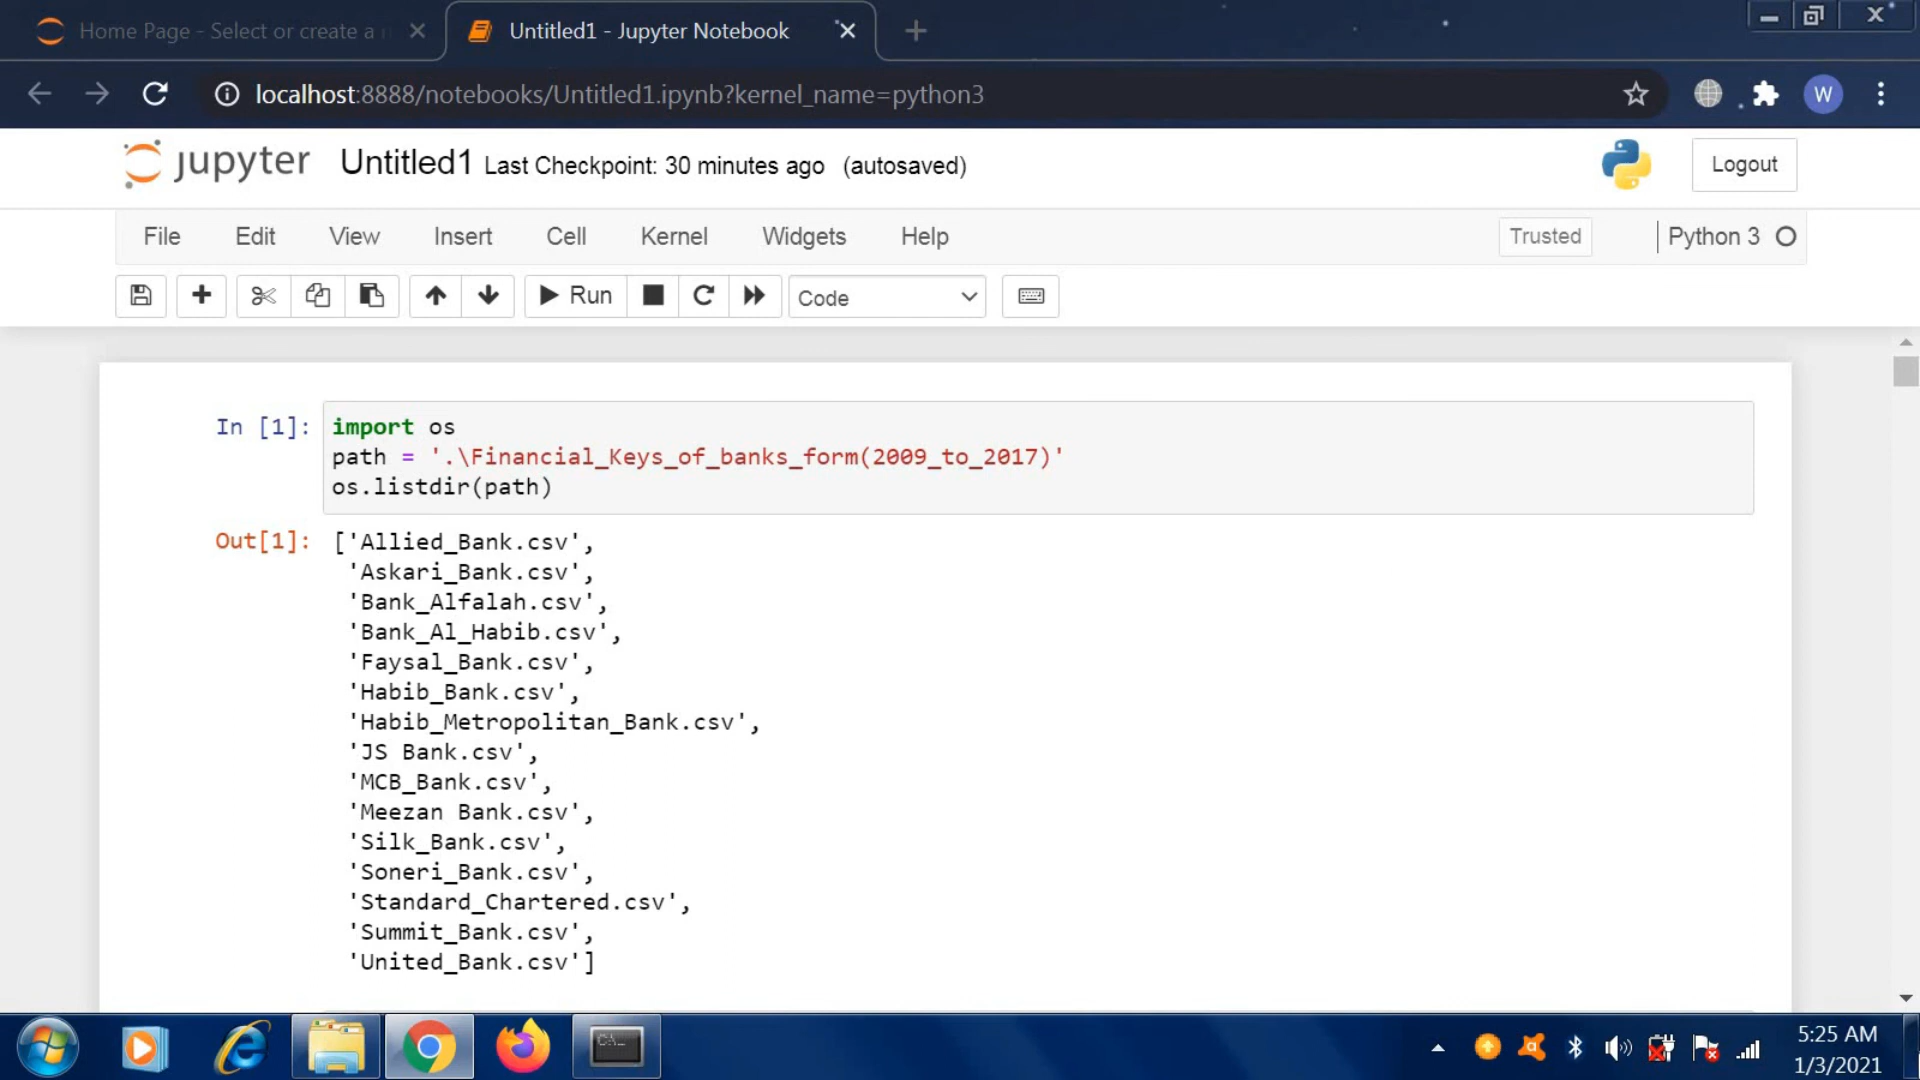 Home Page - Select or create a n
Untitled1 - Jupyter Notebook
localhost:8888/notebooks/Untitled1.ipynb?kernel_name=python3
W
jupyter Untitled1 Last Checkpoint: 30 minutes ago (autosaved)
Logout
File Edit View Insert Cell Kernel Widgets Help
Trusted
Python 3
Run
Code
In [1]: import os
path = '.\Financial_Keys_of_banks_form(2009_to_2017)'
os.listdir(path)
Out[1]: ['Allied_Bank.csv',
'Askari_Bank.csv',
'Bank_Alfalah.csv',
'Bank_Al_Habib.csv',
'Faysal_Bank.csv',
'Habib_Bank.csv',
'Habib_Metropolitan_Bank.csv',
'JS Bank.csv',
'MCB_Bank.csv',
'Meezan Bank.csv',
'Silk_Bank.csv',
'Soneri_Bank.csv',
'Standard_Chartered.csv',
'Summit_Bank.csv',
'United_Bank.csv']
5:25 AM
1/3/2021